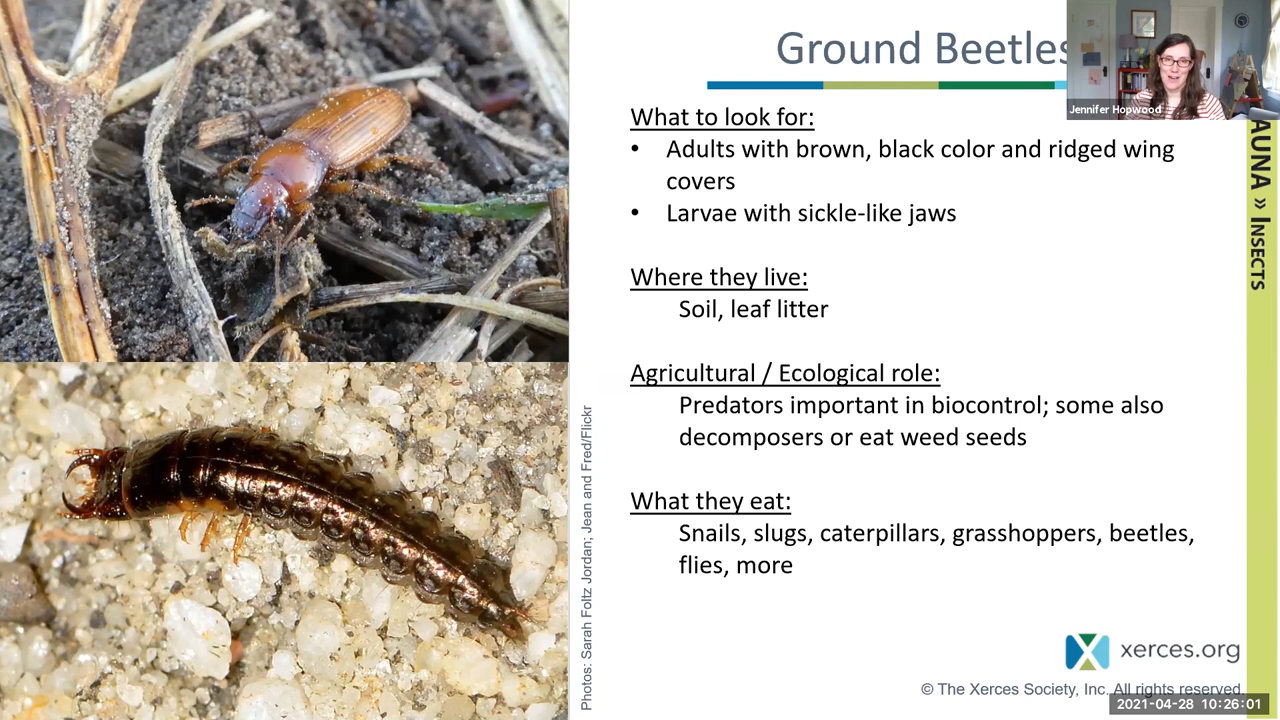 Ground Beetles
Jennifer Hopwood
What to look for:
• Adults with brown, black color and ridged wing
covers
• Larvae with sickle-like jaws
Where they live:
Soil, leaf litter
Agricultural / Ecological role:
Predators important in biocontrol; some also
decomposers or eat weed seeds
What they eat:
Snails, slugs, caterpillars, grasshoppers, beetles,
flies, more
Photos: Sarah Foltz Jordan; Jean and Fred/Flickr
AUNA » INSECTS
xerces.org
© The Xerces Society, Inc. All rights reserved.
2021-04-28 10:26:01